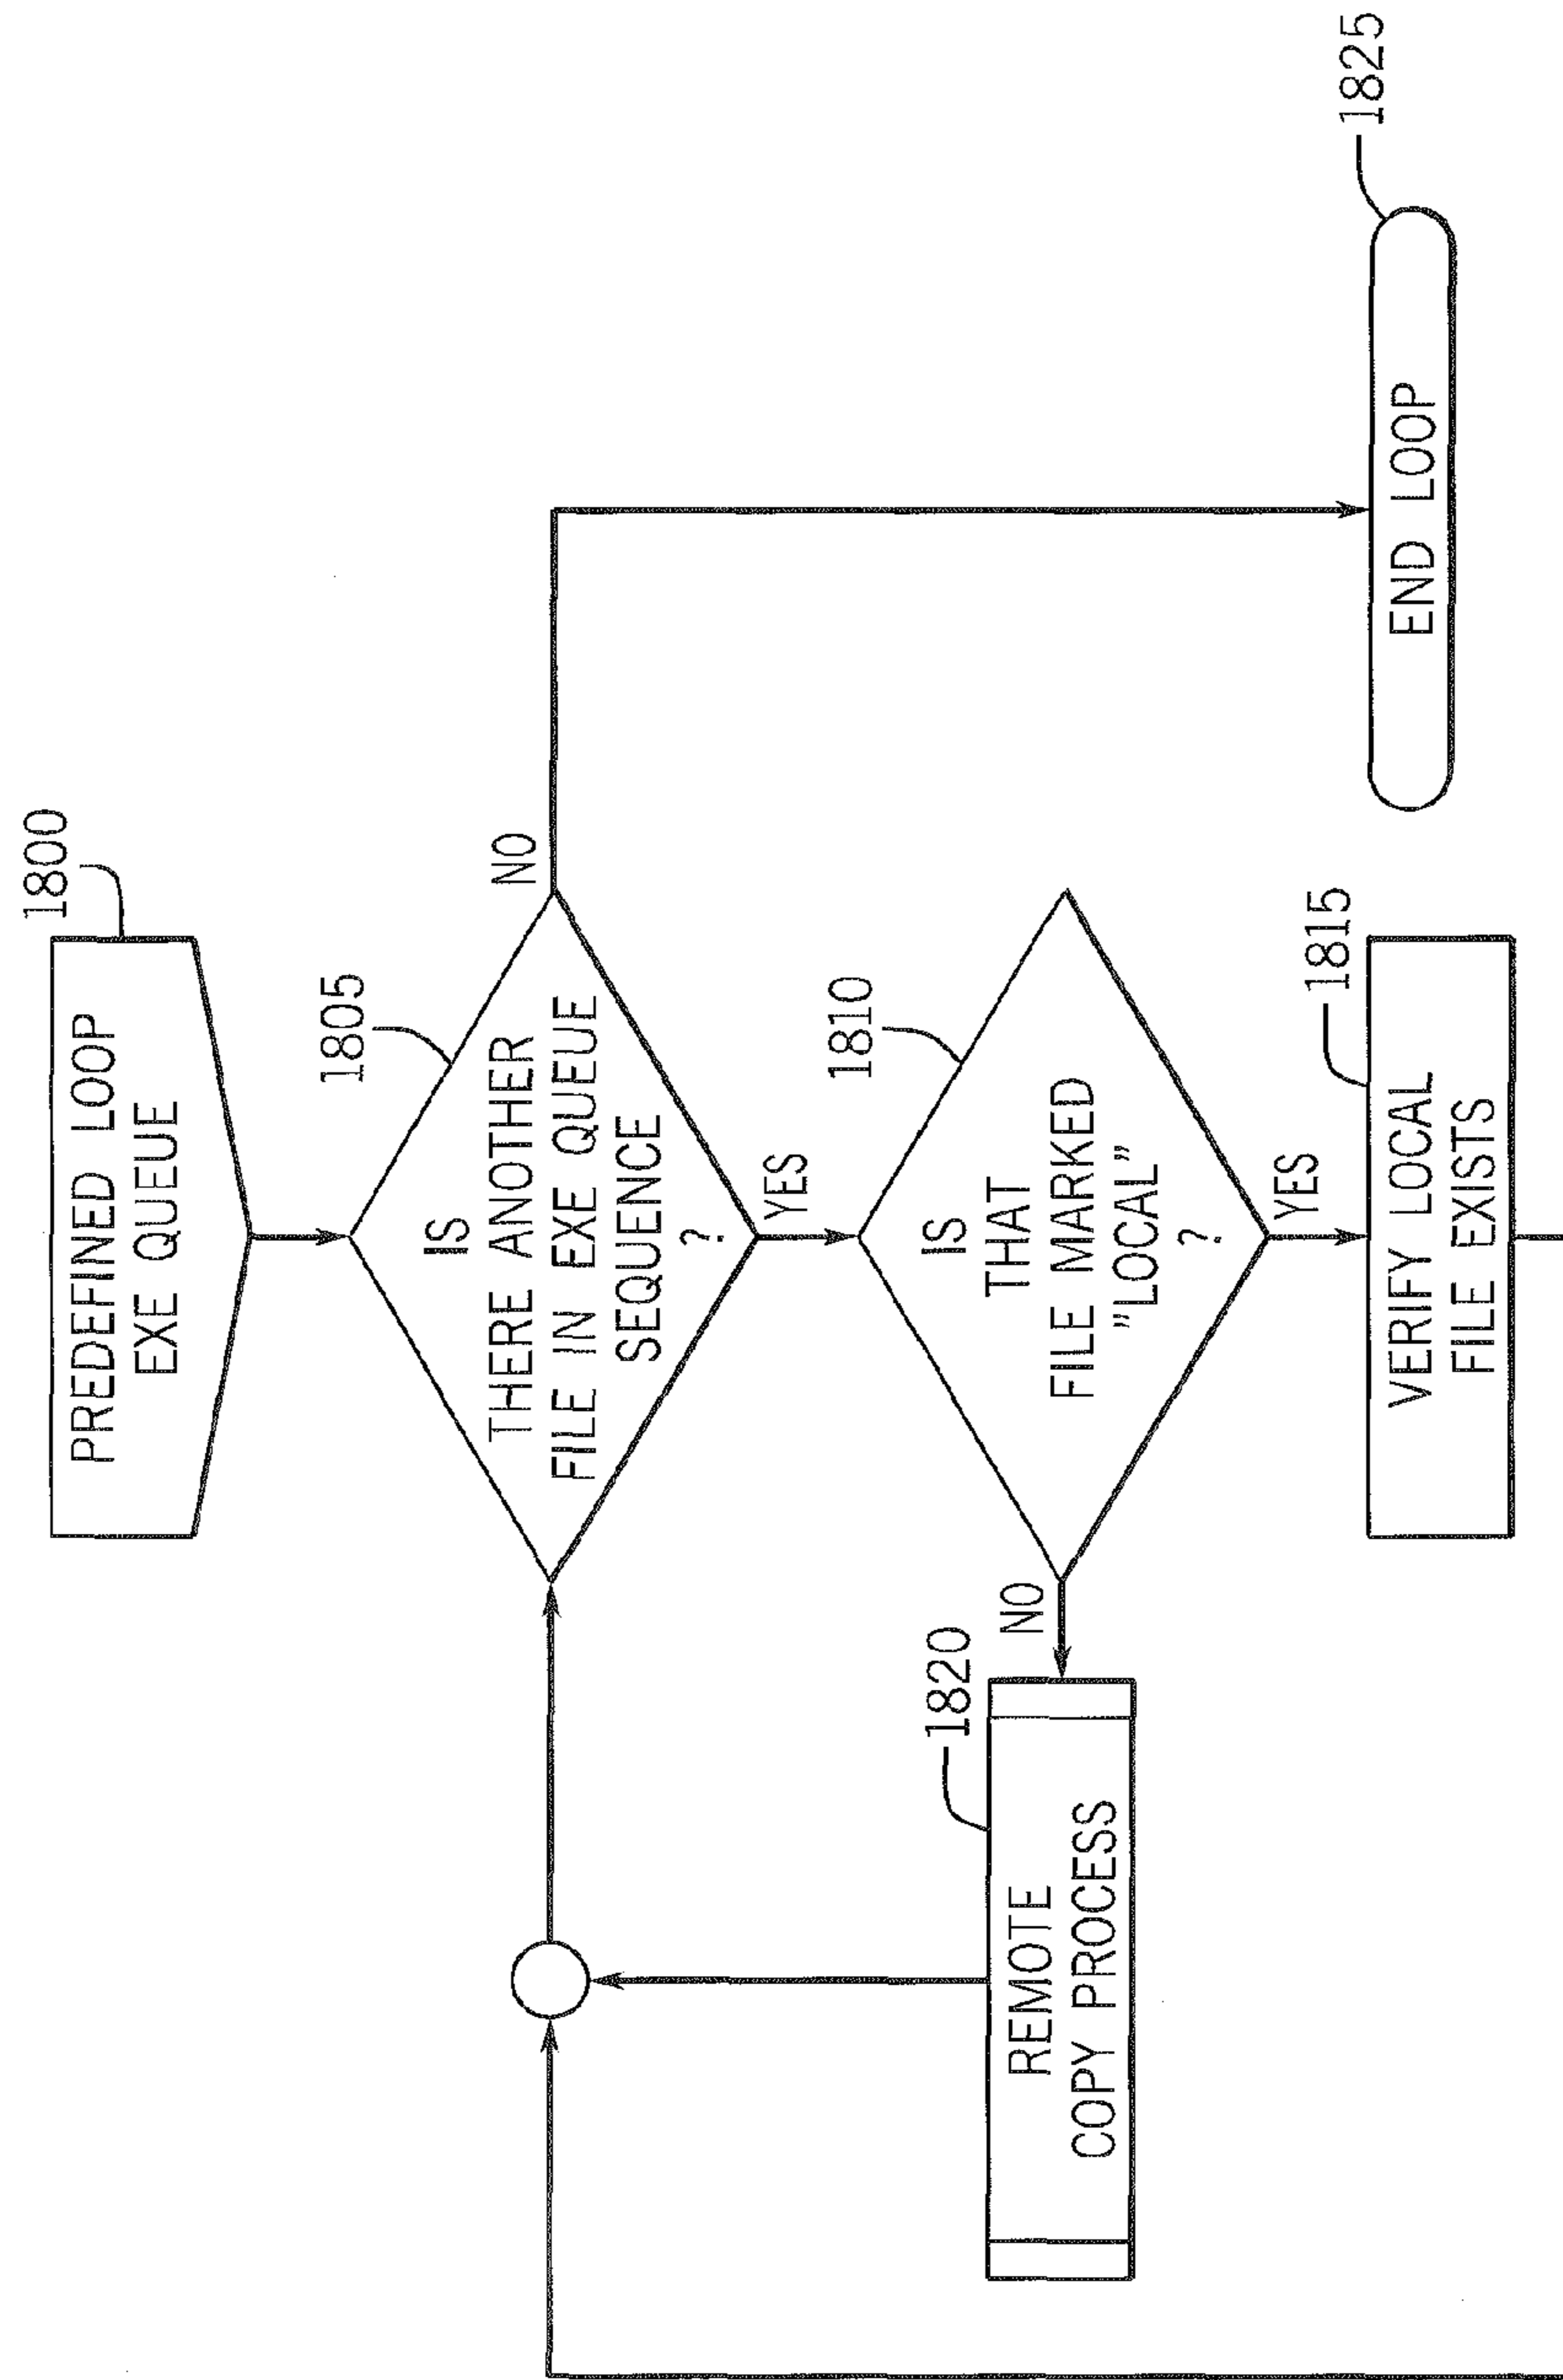 PREDEFINED LOOP
EXE QUEUE
1800
IS
THERE ANOTHER
FILE IN EXE QUEUE
SEQUENCE
?
1805
NO
YES
IS
THAT
FILE MARKED
"LOCAL"
?
1810
NO
YES
REMOTE
COPY PROCESS
1820
VERIFY LOCAL
FILE EXISTS
1815
END LOOP
1825